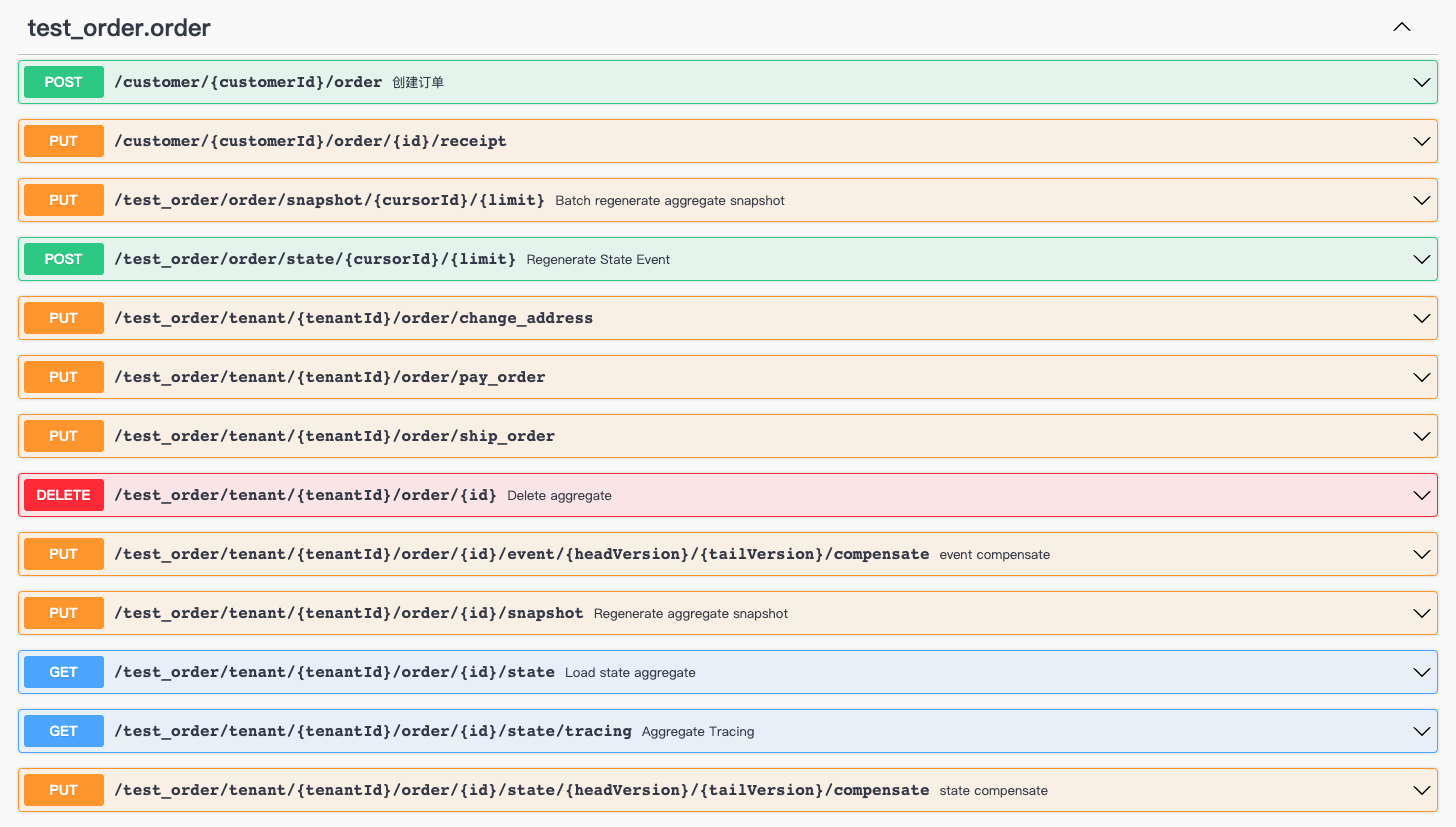 test_order.order
POST /customer/{customerId}/order 创建订单
PUT /customer/{customerId}/order/{id}/receipt
PUT /test_order/order/snapshot/{cursorId}/{limit} Batch regenerate aggregate snapshot
POST /test_order/order/state/{cursorId}/{limit} Regenerate State Event
PUT /test_order/tenant/{tenantId}/order/change_address
PUT /test_order/tenant/{tenantId}/order/pay_order
PUT /test_order/tenant/{tenantId}/order/ship_order
DELETE /test_order/tenant/{tenantId}/order/{id} Delete aggregate
PUT /test_order/tenant/{tenantId}/order/{id}/event/{headVersion}/{tailVersion}/compensate event compensate
PUT /test_order/tenant/{tenantId}/order/{id}/snapshot Regenerate aggregate snapshot
GET /test_order/tenant/{tenantId}/order/{id}/state Load state aggregate
GET /test_order/tenant/{tenantId}/order/{id}/state/tracing Aggregate Tracing
PUT /test_order/tenant/{tenantId}/order/{id}/state/{headVersion}/{tailVersion}/compensate state compensate